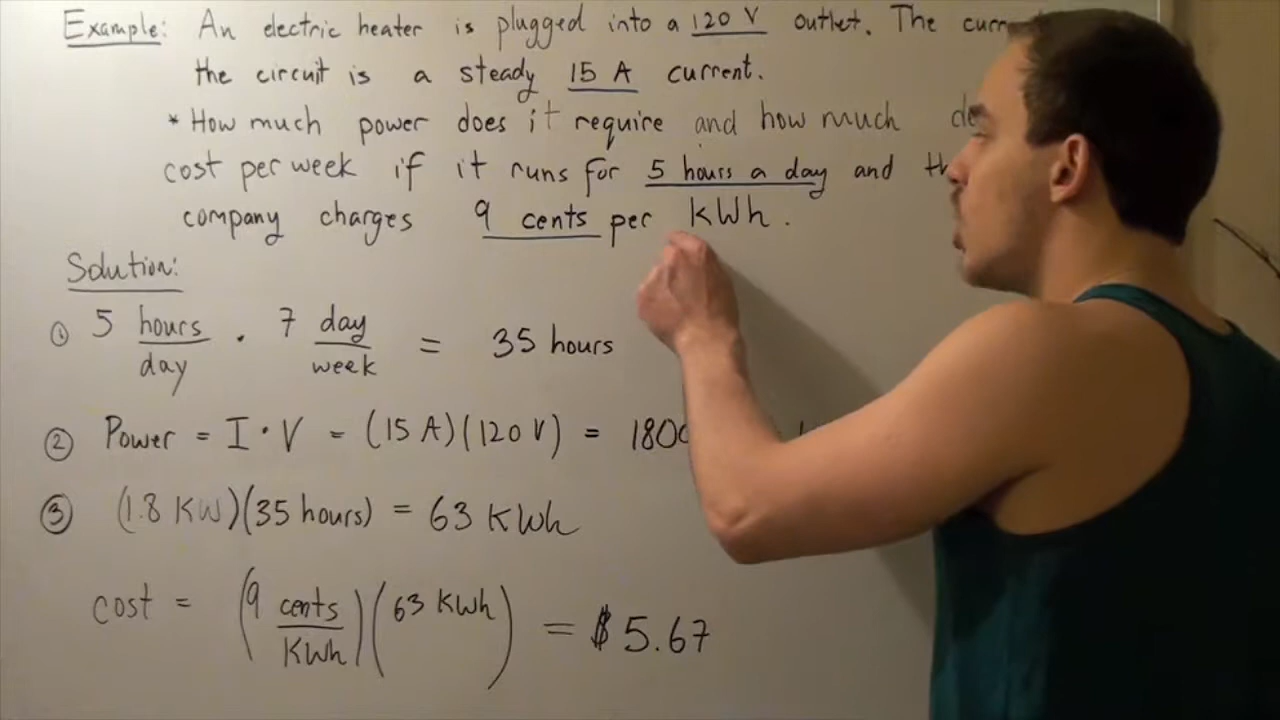 Example: An electric heater is plugged into a 120 V outlet. The
the circuit is a steady 15 A current.
* How much power does it require and how much
cost per week if it runs for 5 hours a day and
company charges 9 cents per kWh.
Solution:
① 5 hours/day · 7 day/week = 35 hours
② Power = I · V = (15 A)(120 V) =
③ (1.8 KW)(35 hours) = 63 KWh
cost = (9 cents/KWh)(63 KWh) = $5.67